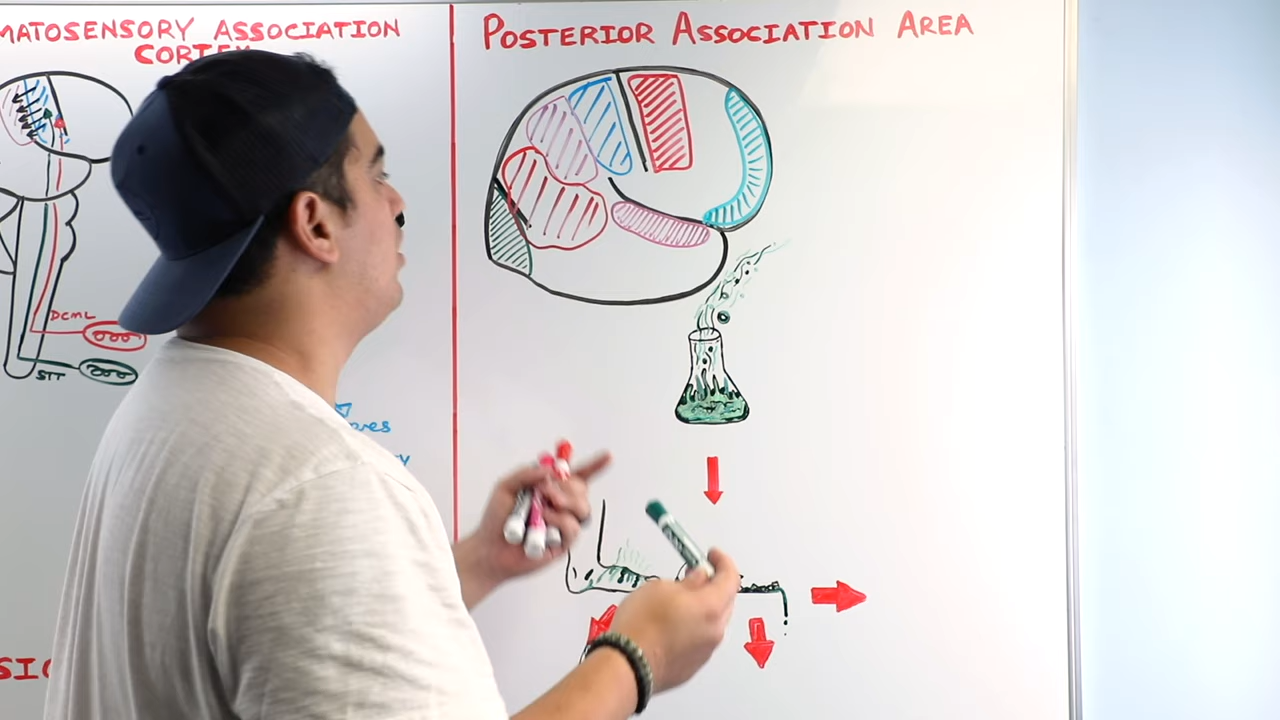 MATOSENSORY ASSOCIATION
CORTEX
DCML
STT
POSTERIOR ASSOCIATION AREA